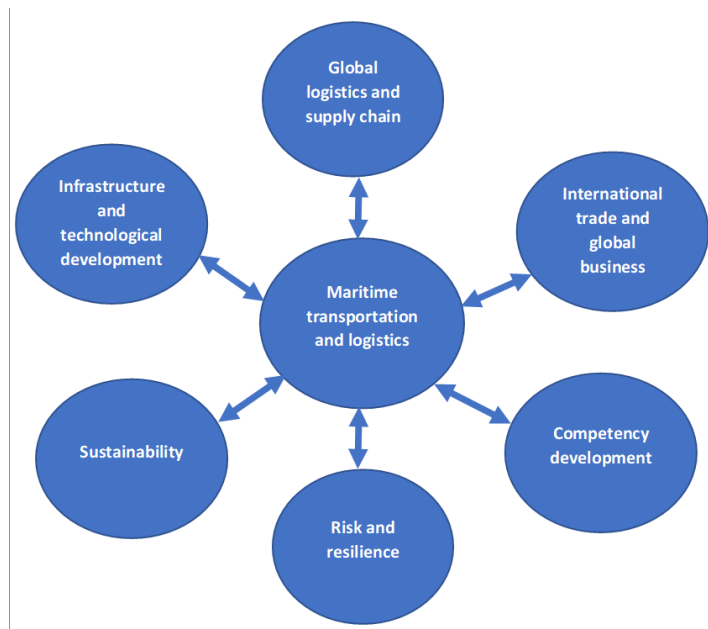 Global
logistics and
supply chain
Infrastructure
and
technological
development
International
trade and
global
business
Maritime
transportation
and logistics
Sustainability
Competency
development
Risk and
resilience